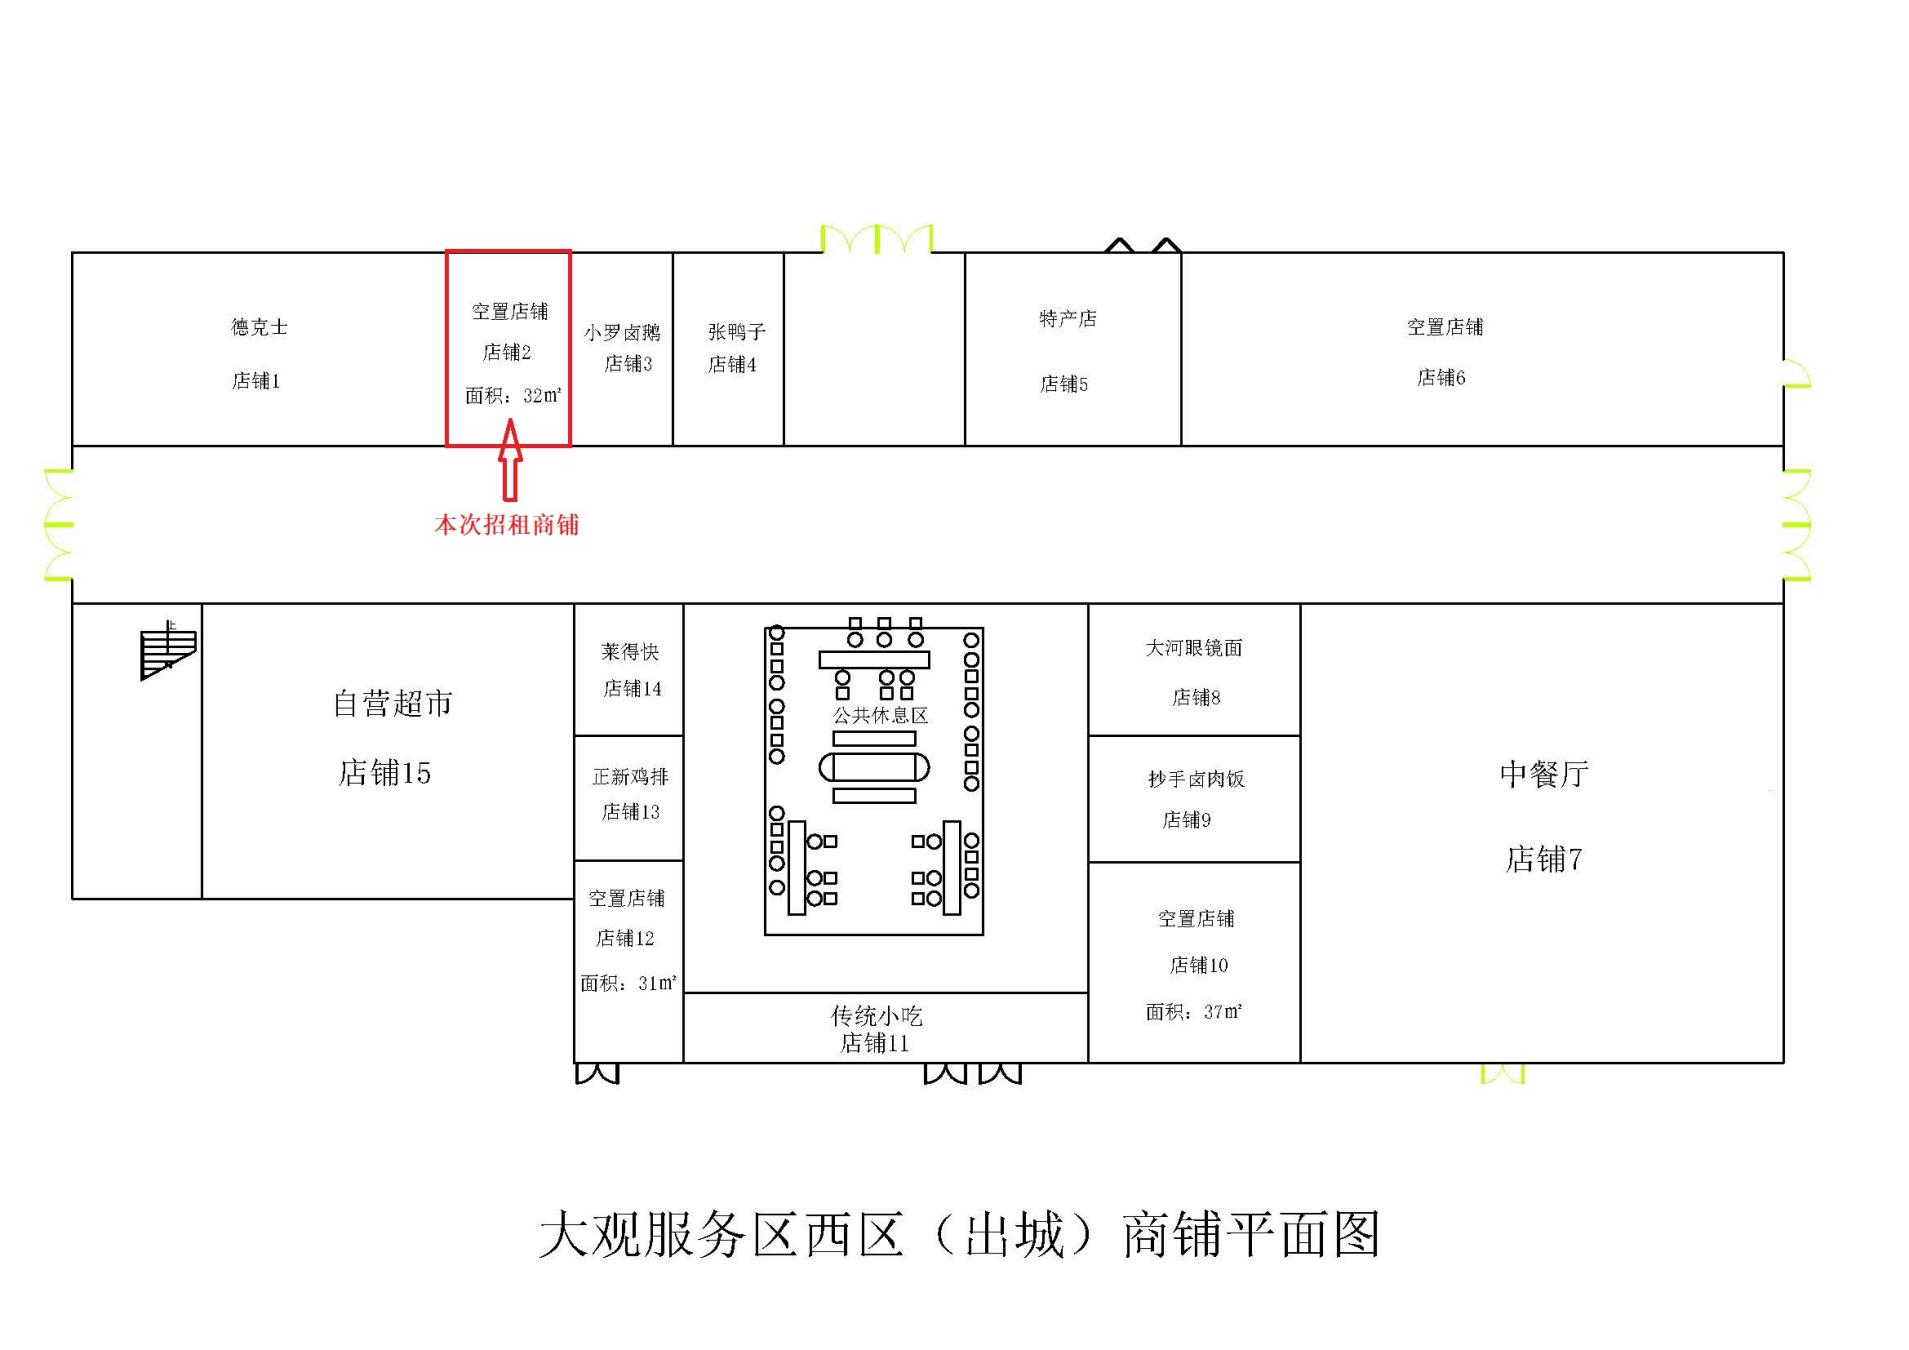 德克士
店铺1
空置店铺
店铺2
面积：32㎡
小罗卤鹅
店铺3
张鸭子
店铺4
特产店
店铺5
空置店铺
店铺6
本次招租商铺
上
自营超市
店铺15
莱得快
店铺14
正新鸡排
店铺13
空置店铺
店铺12
面积：31㎡
公共休息区
传统小吃
店铺11
大河眼镜面
店铺8
抄手卤肉饭
店铺9
空置店铺
店铺10
面积：37㎡
中餐厅
店铺7
大观服务区西区（出城）商铺平面图